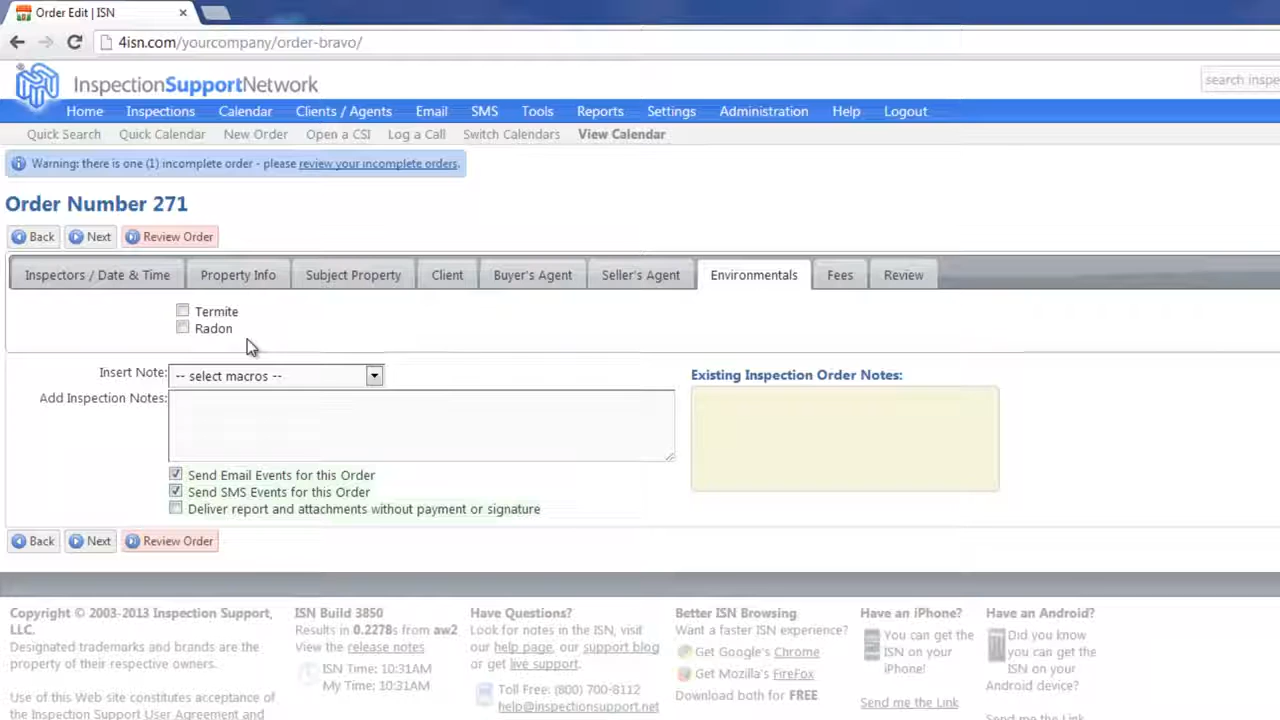 Order Edit | ISN
4isn.com/yourcompany/order-bravo/
InspectionSupportNetwork
search inspe
Home Inspections Calendar Clients / Agents Email SMS Tools Reports Settings Administration Help Logout
Quick Search Quick Calendar New Order Open a CSI Log a Call Switch Calendars View Calendar
Warning: there is one (1) incomplete order - please review your incomplete orders.
Order Number 271
Back Next Review Order
Inspectors / Date & Time Property Info Subject Property Client Buyer's Agent Seller's Agent Environmentals Fees Review
Termite
Radon
Insert Note: -- select macros --
Existing Inspection Order Notes:
Add Inspection Notes:
Send Email Events for this Order
Send SMS Events for this Order
Deliver report and attachments without payment or signature
Back Next Review Order
Copyright © 2003-2013 Inspection Support,
LLC.
Designated trademarks and brands are the
property of their respective owners.
Use of this Web site constitutes acceptance of
the Inspection Support User Agreement and
ISN Build 3850
Results in 0.2278s from aw2
View the release notes
ISN Time: 10:31AM
My Time: 10:31AM
Have Questions?
Look for notes in the ISN, visit
our help page, our support blog
or get live support.
Toll Free: (800) 700-8112
help@inspectionsupport.net
Better ISN Browsing
Want a faster ISN experience?
Get Google's Chrome
Get Mozilla's FireFox
Download both for FREE
Have an iPhone?
You can get the
ISN on your
iPhone!
Send me the Link
Have an Android?
Did you know
you can get the
ISN on your
Android device?
Send me the Link